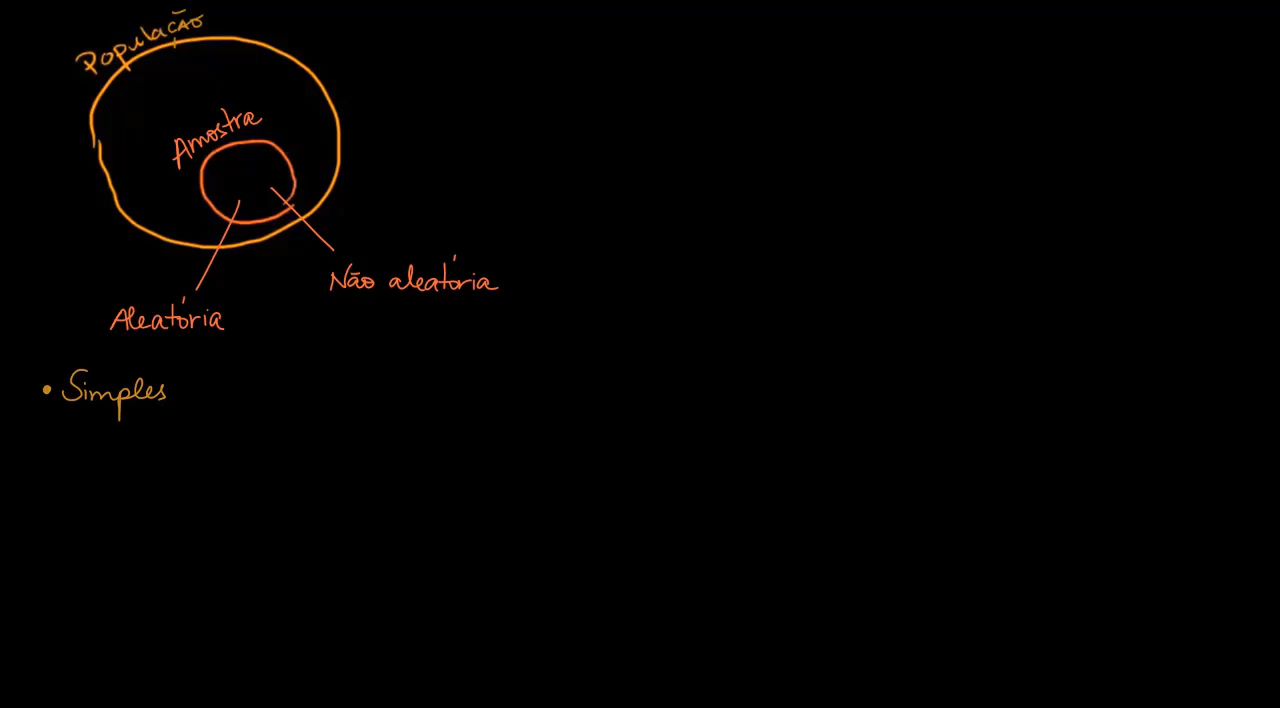 População
Amostra
Não aleatória
Aleatória
• Simples